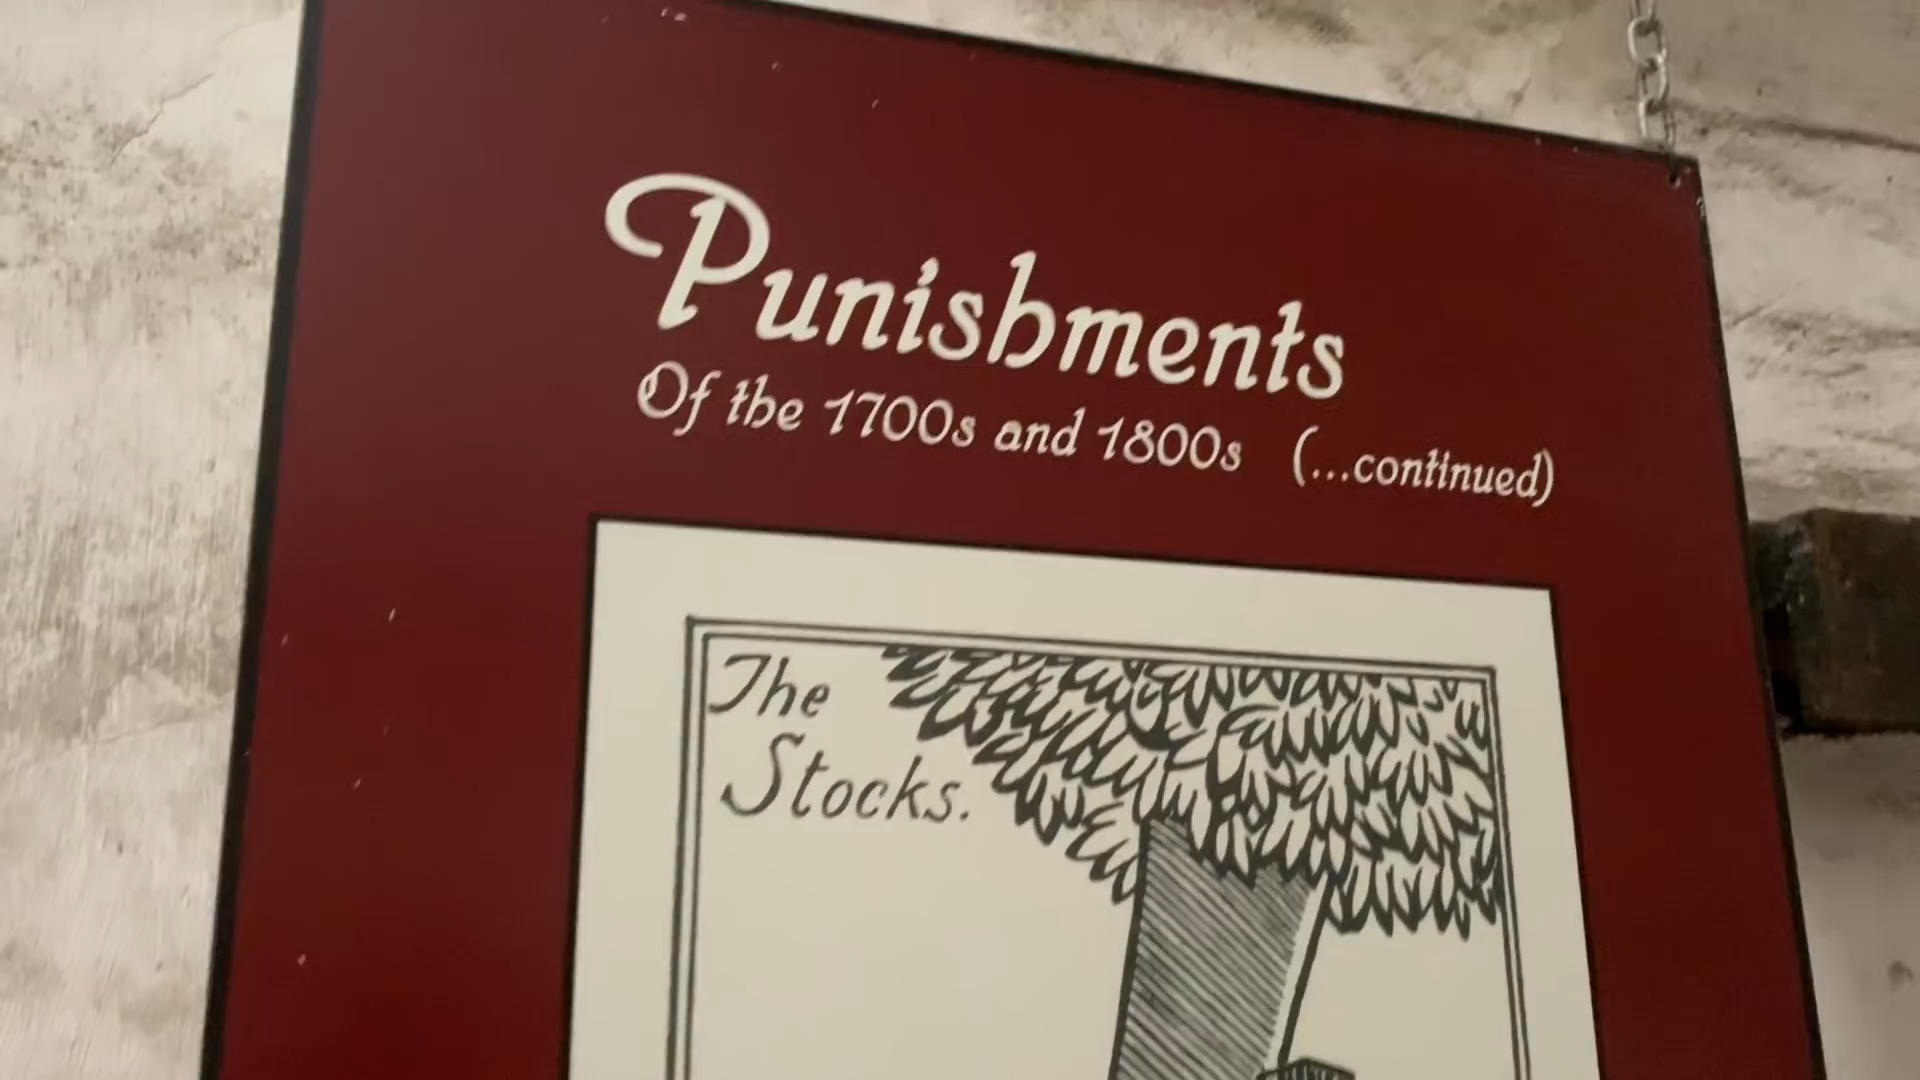 Punishments
Of the 1700s and 1800s (...continued)
The
Stocks.